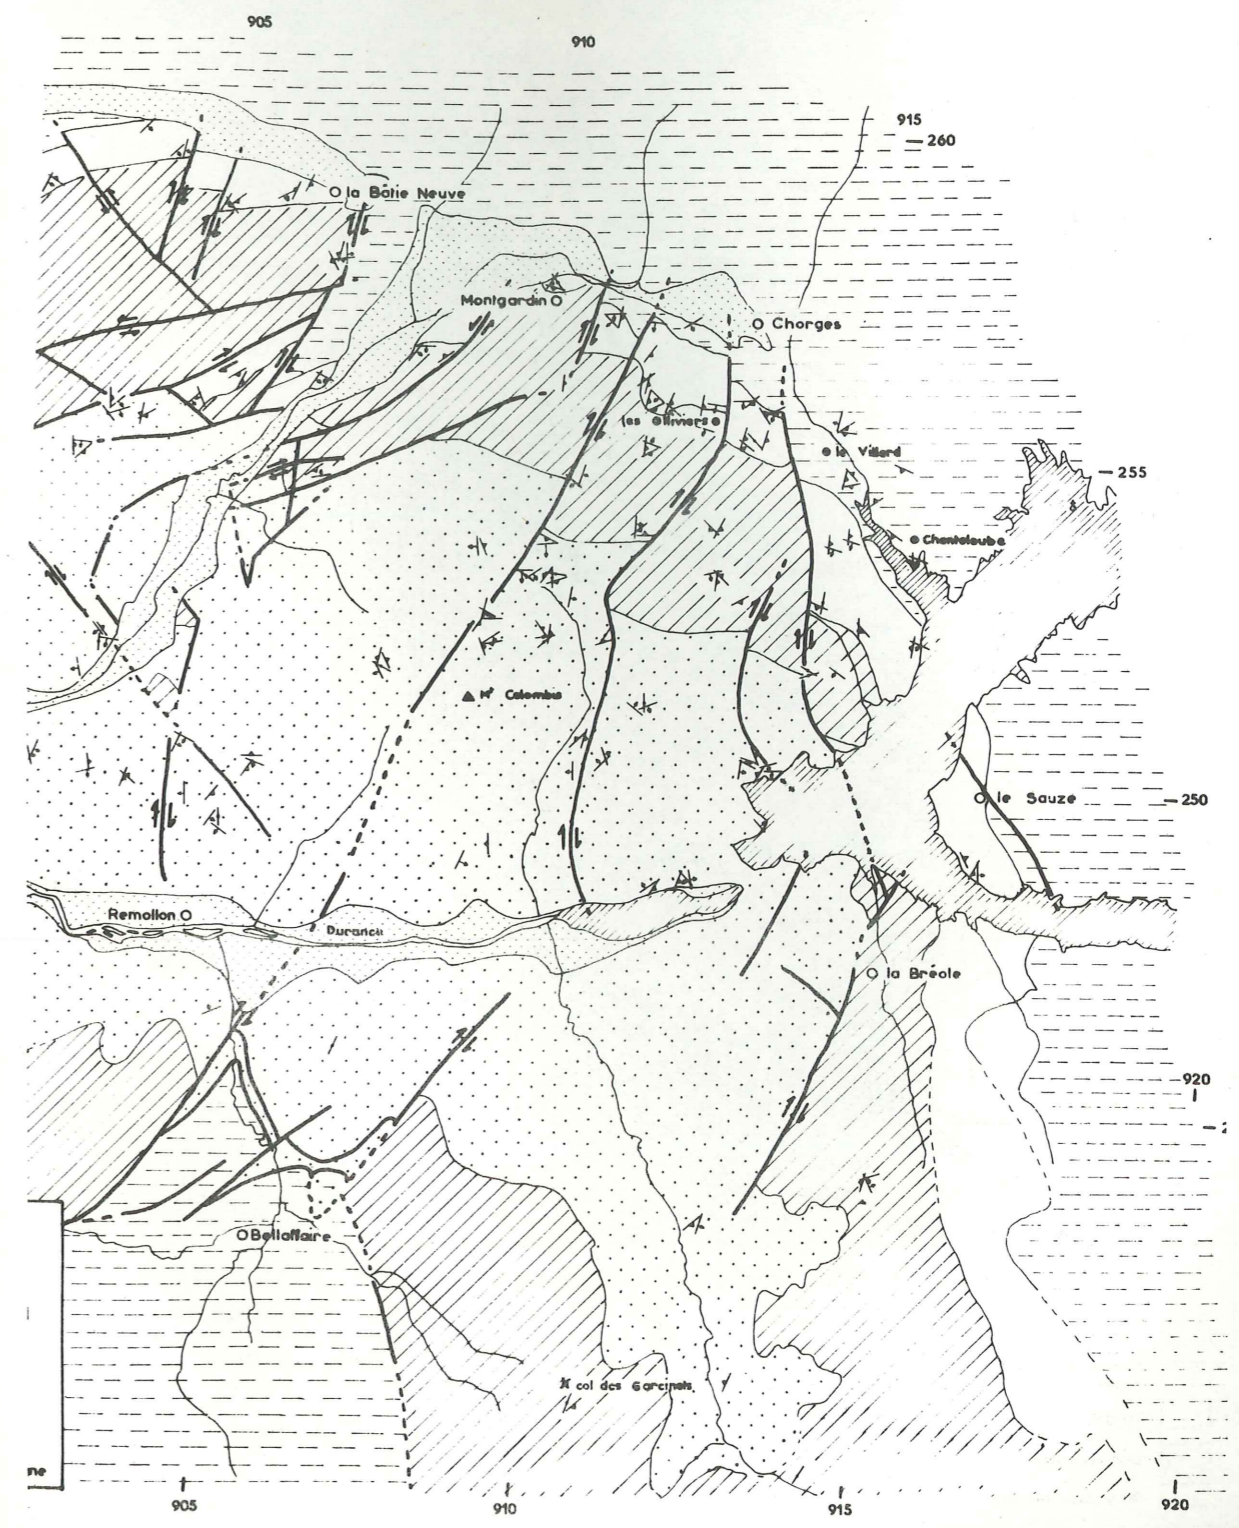 905
910
915
260
la Bâtie Neuve
Montgardin
Chorges
les Olliviers
le Villard
255
Chanteloube
Mt Colombis
le Sauze
250
Remollon
Durance
la Bréole
920
Bellaffaire
col des Garcinets
ne
905
910
915
920